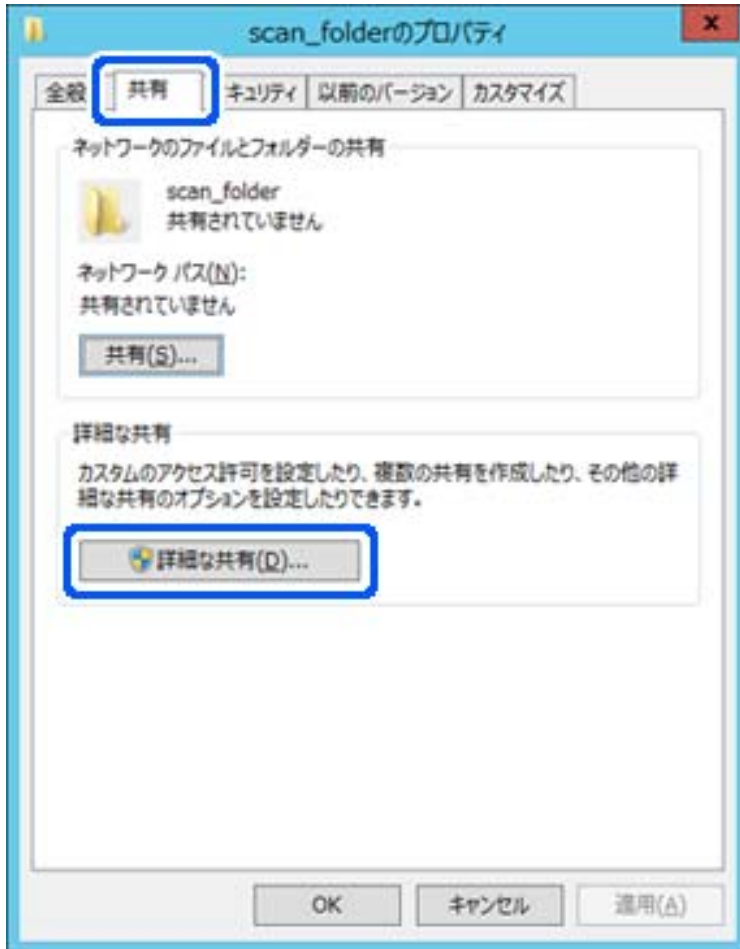 scan_folderのプロパティ
全般 共有 キュリティ 以前のバージョン カスタマイズ
ネットワークのファイルとフォルダーの共有
scan_folder
共有されていません
ネットワーク パス(N):
共有されていません
共有(S)...
詳細な共有
カスタムのアクセス許可を設定したり、複数の共有を作成したり、その他の詳
細な共有のオプションを設定したりできます。
詳細な共有(D)...
OK キャンセル 適用(A)